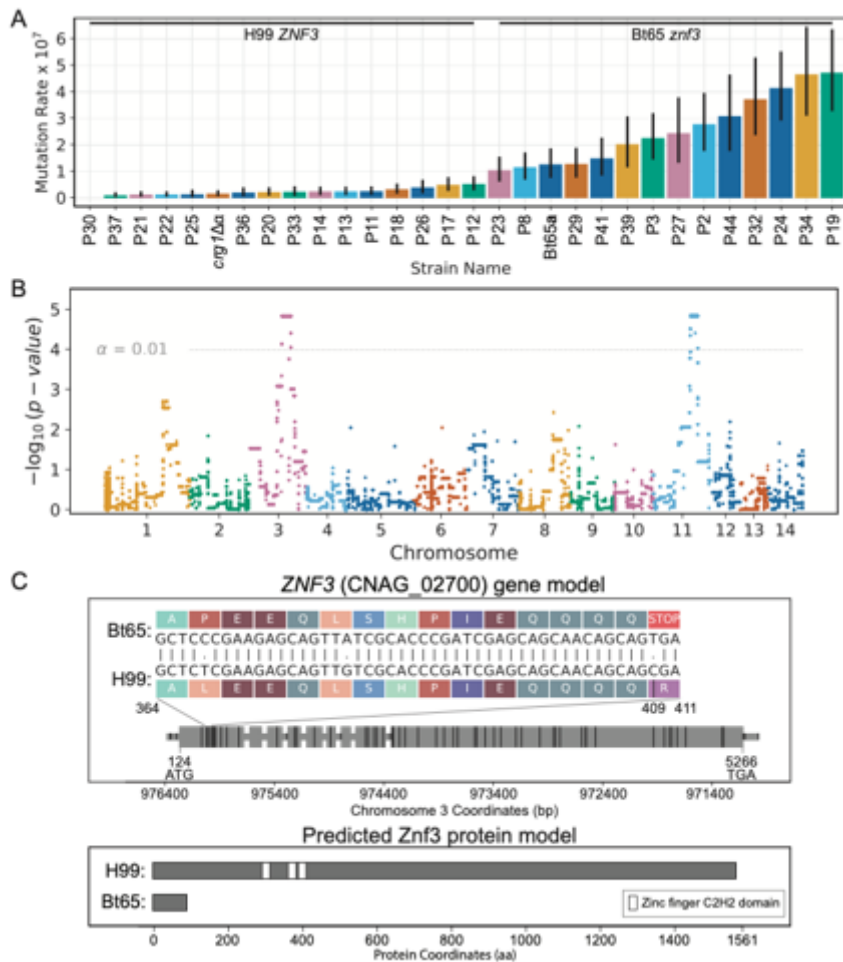 A
H99 ZNF3
Bt65 znf3
Mutation Rate x 10⁷
6
5
4
3
2
1
0
P30
P37
P21
P22
P25
crg1Δa
P36
P20
P33
P14
P13
P11
P18
P26
P17
P12
P23
P8
Bt65a
P29
P41
P39
P3
P27
P2
P44
P32
P24
P34
P19
Strain Name
B
−log₁₀(p − value)
5
4
3
2
1
0
α = 0.01
1 2 3 4 5 6 7 8 9 10 11 12 13 14
Chromosome
C
ZNF3 (CNAG_02700) gene model
A P E E Q L S H P I E Q Q Q Q STOP
Bt65: GCTCCCGAAGAGCAGTTATCGCACCCGATCGAGCAGCAACAGCAGTGA
H99: GCTCTCGAAGAGCAGTTGTCGCACCCGATCGAGCAGCAACAGCAGCGA
A L E E Q L S H P I E Q Q Q Q R
364 409 411
124 5266
ATG TGA
976400 975400 974400 973400 972400 971400
Chromosome 3 Coordinates (bp)
Predicted Znf3 protein model
H99:
Bt65:
Zinc finger C2H2 domain
0 200 400 600 800 1000 1200 1400 1561
Protein Coordinates (aa)